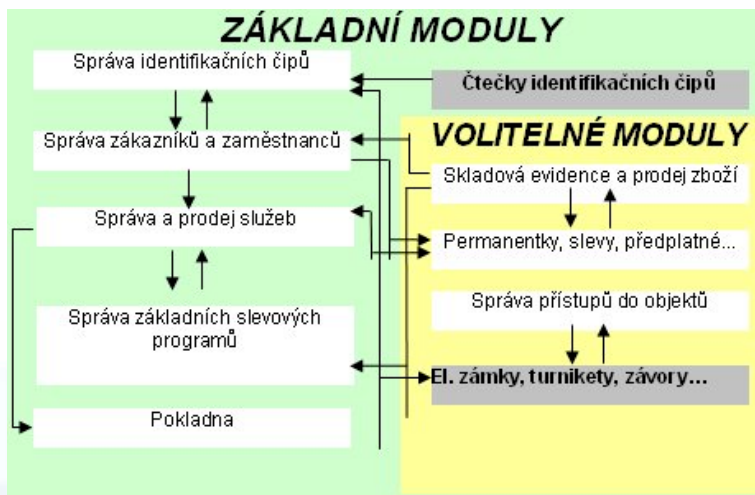 ZÁKLADNÍ MODULY
Správa identifikačních čipů
Čtečky identifikačních čipů
VOLITELNÉ MODULY
Správa zákazníků a zaměstnanců
Skladová evidence a prodej zboží
Správa a prodej služeb
Permanentky, slevy, předplatné...
Správa přístupů do objektů
Správa základních slevových
programů
El. zámky, turnikety, závory...
Pokladna